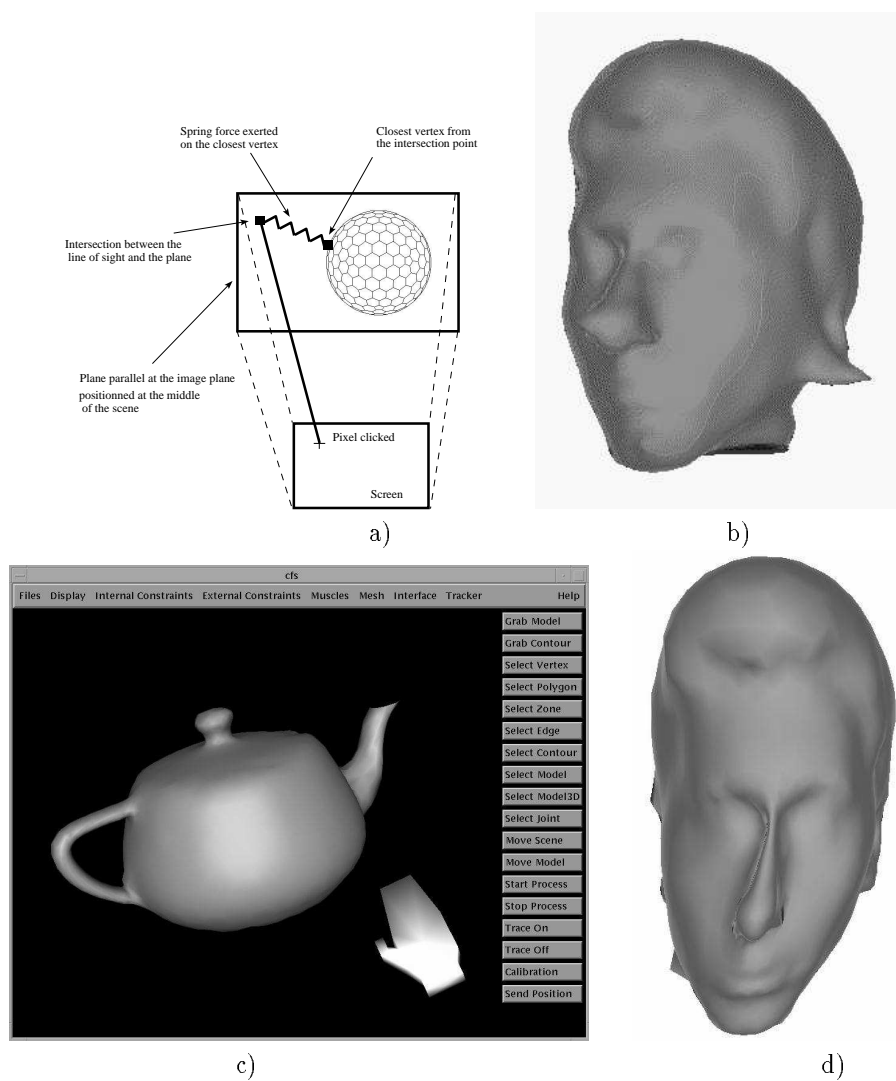 Spring force exerted
on the closest vertex
Closest vertex from
the intersection point
Intersection between the
line of sight and the plane
Plane parallel at the image plane
positionned at the middle
of the scene
Pixel clicked
Screen
a)
b)
cfs
Files Display Internal Constraints External Constraints Muscles Mesh Interface Tracker Help
Grab Model
Grab Contour
Select Vertex
Select Polygon
Select Zone
Select Edge
Select Contour
Select Model
Select Model3D
Select Joint
Move Scene
Move Model
Start Process
Stop Process
Trace On
Trace Off
Calibration
Send Position
c)
d)